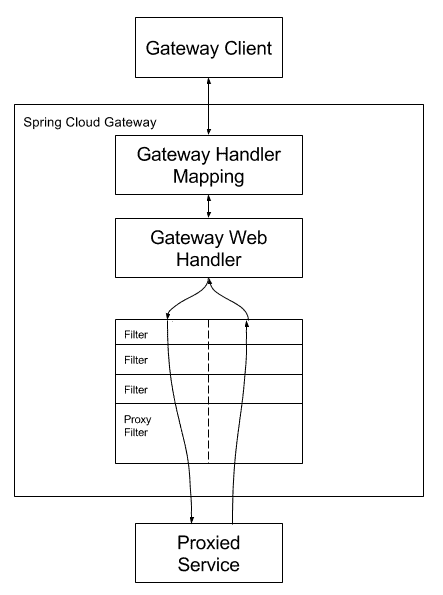 Gateway Client
Spring Cloud Gateway
Gateway Handler
Mapping
Gateway Web
Handler
Filter
Filter
Filter
Proxy
Filter
Proxied
Service